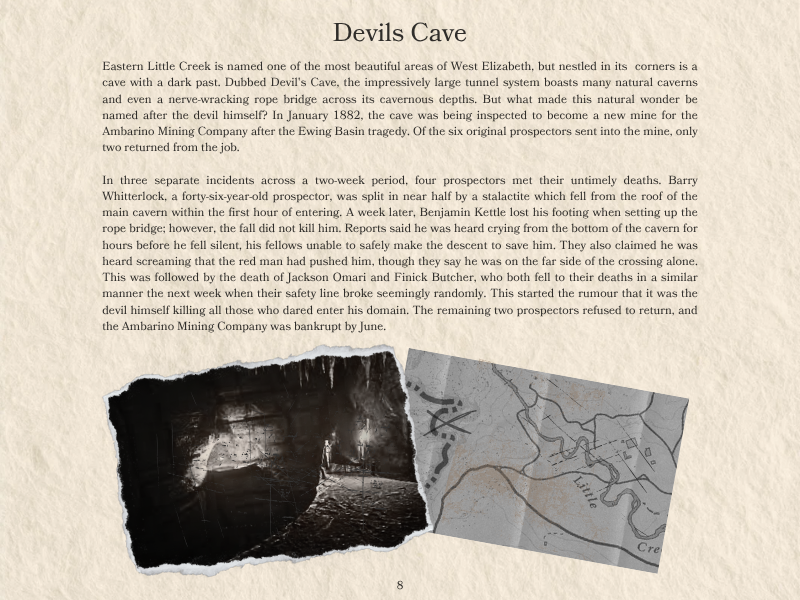 Devils Cave
Eastern Little Creek is named one of the most beautiful areas of West Elizabeth, but nestled in its corners is a
cave with a dark past. Dubbed Devil's Cave, the impressively large tunnel system boasts many natural caverns
and even a nerve-wracking rope bridge across its cavernous depths. But what made this natural wonder be
named after the devil himself? In January 1882, the cave was being inspected to become a new mine for the
Ambarino Mining Company after the Ewing Basin tragedy. Of the six original prospectors sent into the mine, only
two returned from the job.
In three separate incidents across a two-week period, four prospectors met their untimely deaths. Barry
Whitterlock, a forty-six-year-old prospector, was split in near half by a stalactite which fell from the roof of the
main cavern within the first hour of entering. A week later, Benjamin Kettle lost his footing when setting up the
rope bridge; however, the fall did not kill him. Reports said he was heard crying from the bottom of the cavern for
hours before he fell silent, his fellows unable to safely make the descent to save him. They also claimed he was
heard screaming that the red man had pushed him, though they say he was on the far side of the crossing alone.
This was followed by the death of Jackson Omari and Finick Butcher, who both fell to their deaths in a similar
manner the next week when their safety line broke seemingly randomly. This started the rumour that it was the
devil himself killing all those who dared enter his domain. The remaining two prospectors refused to return, and
the Ambarino Mining Company was bankrupt by June.
Little
Cre
8